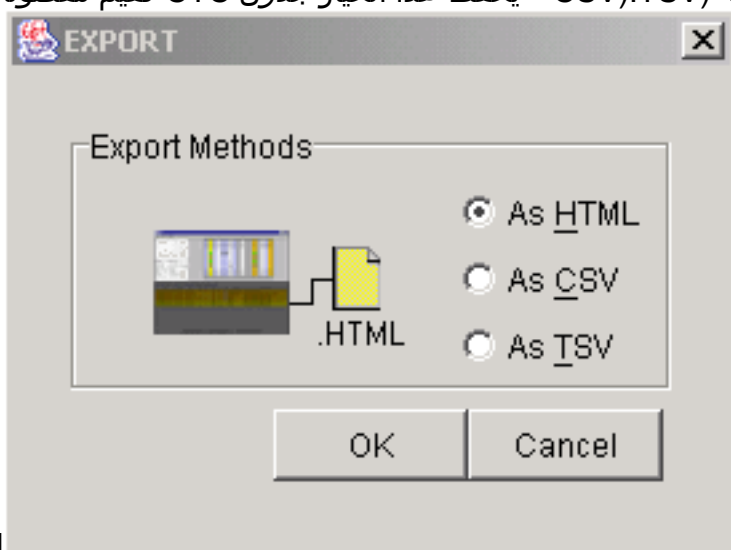 EXPORT
Export Methods
As HTML
As CSV
As TSV
.HTML
OK
Cancel